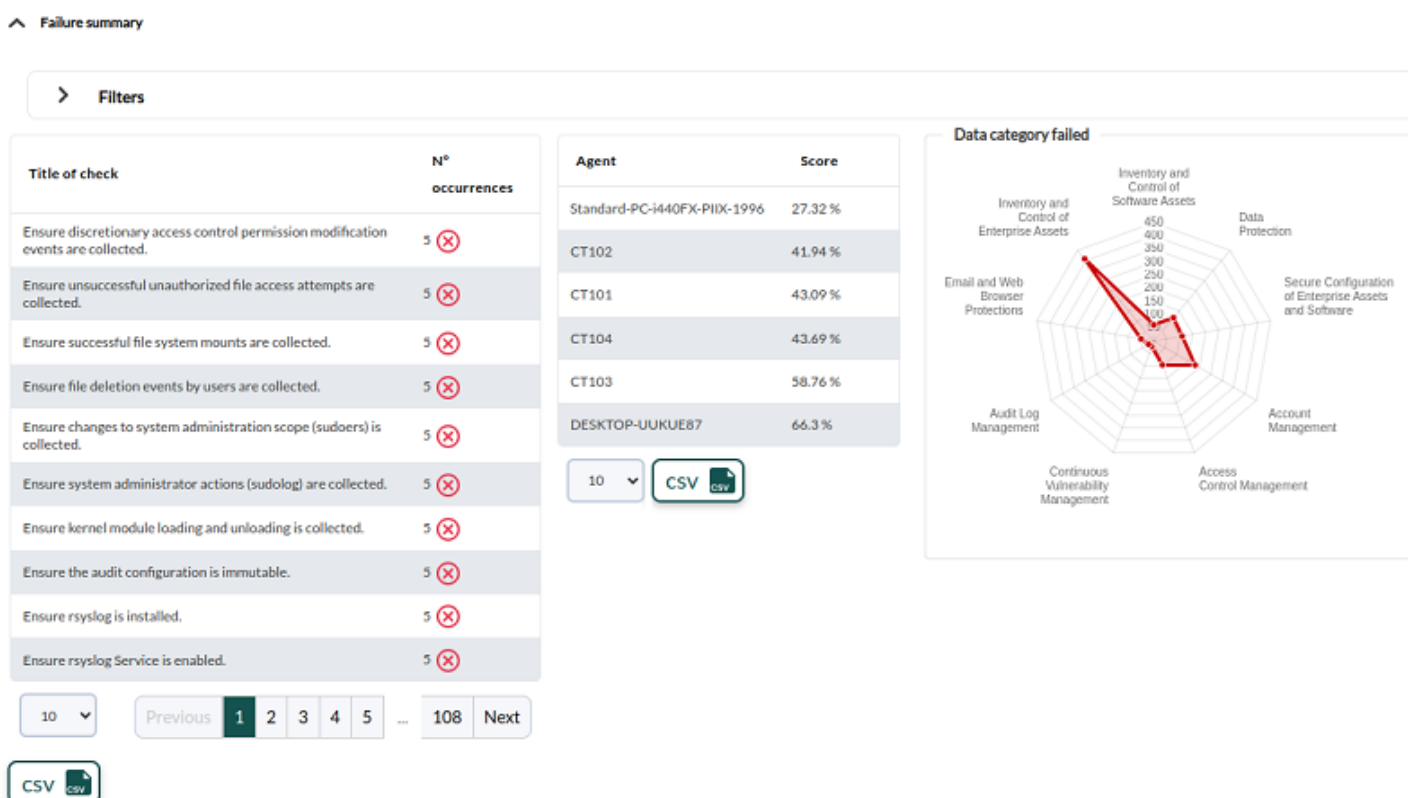 Failure summary
Filters
Title of check
N°
occurrences
Ensure discretionary access control permission modification
events are collected.
5
Ensure unsuccessful unauthorized file access attempts are
collected.
5
Ensure successful file system mounts are collected.
5
Ensure file deletion events by users are collected.
5
Ensure changes to system administration scope (sudoers) is
collected.
5
Ensure system administrator actions (sudolog) are collected.
5
Ensure kernel module loading and unloading is collected.
5
Ensure the audit configuration is immutable.
5
Ensure rsyslog is installed.
5
Ensure rsyslog Service is enabled.
5
10
Previous 1 2 3 4 5 ... 108 Next
CSV CSV
Agent Score
Standard-PC-i440FX-PIIX-1996 27.32 %
CT102 41.94 %
CT101 43.09 %
CT104 43.69 %
CT103 58.76 %
DESKTOP-UUKUE87 66.3 %
10
CSV CSV
Data category failed
Inventory and
Control of
Software Assets
Data
Protection
Secure Configuration
of Enterprise Assets
and Software
Account
Management
Access
Control Management
Continuous
Vulnerability
Management
Audit Log
Management
Email and Web
Browser
Protections
Inventory and
Control of
Enterprise Assets
450
400
350
300
250
200
150
100